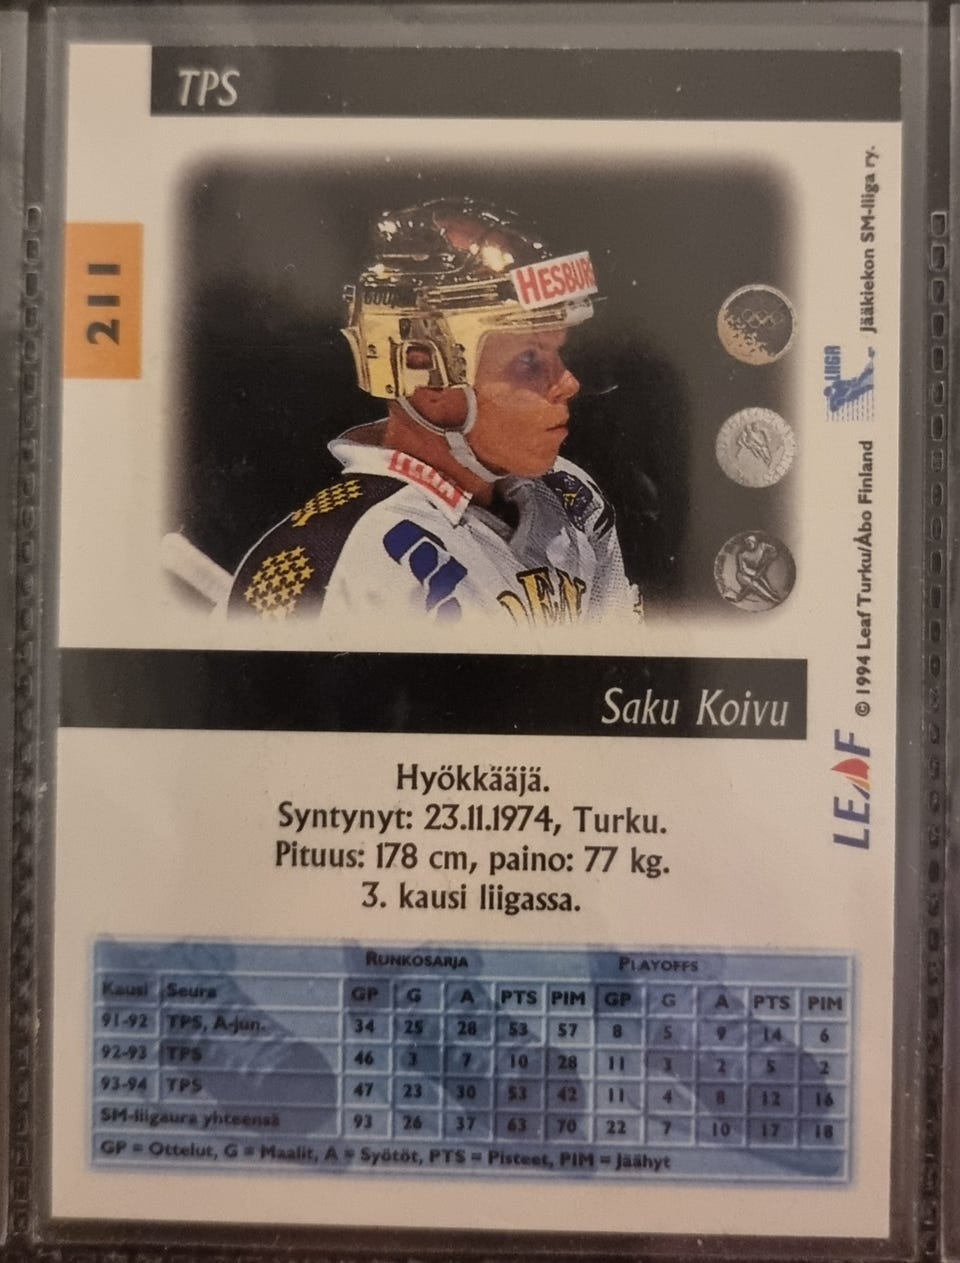 TPS
211
HESBUR
COOPER
TELIA
DEN
Jääkiekon SM-liiga ry.
LIIGA
© 1994 Leaf Turku/Åbo Finland
LEAF
Saku Koivu
Hyökkääjä.
Syntynyt: 23.11.1974, Turku.
Pituus: 178 cm, paino: 77 kg.
3. kausi liigassa.
RUNKOSARJA PLAYOFFS
Kausi Seura GP G A PTS PIM GP G A PTS PIM
91-92 TPS, A-jun. 34 25 28 53 57 8 5 9 14 6
92-93 TPS 46 3 7 10 28 11 3 2 5 2
93-94 TPS 47 23 30 53 42 11 4 8 12 16
SM-liigaura yhteensä 93 26 37 63 70 22 7 10 17 18
GP = Ottelut, G = Maalit, A = Syötöt, PTS = Pisteet, PIM = Jäähyt